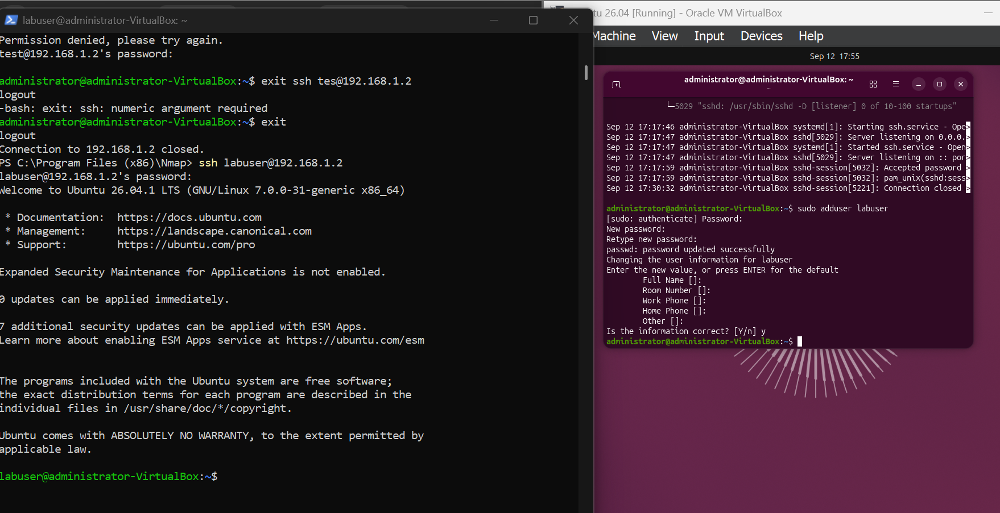 labuser@administrator-VirtualBox: ~
Permission denied, please try again.
test@192.168.1.2's password:
administrator@administrator-VirtualBox:~$ exit ssh tes@192.168.1.2
logout
-bash: exit: ssh: numeric argument required
administrator@administrator-VirtualBox:~$ exit
logout
Connection to 192.168.1.2 closed.
PS C:\Program Files (x86)\Nmap> ssh labuser@192.168.1.2
labuser@192.168.1.2's password:
Welcome to Ubuntu 26.04.1 LTS (GNU/Linux 7.0.0-31-generic x86_64)
* Documentation:  https://docs.ubuntu.com
* Management:     https://landscape.canonical.com
* Support:        https://ubuntu.com/pro
Expanded Security Maintenance for Applications is not enabled.
0 updates can be applied immediately.
7 additional security updates can be applied with ESM Apps.
Learn more about enabling ESM Apps service at https://ubuntu.com/esm
The programs included with the Ubuntu system are free software;
the exact distribution terms for each program are described in the
individual files in /usr/share/doc/*/copyright.
Ubuntu comes with ABSOLUTELY NO WARRANTY, to the extent permitted by
applicable law.
labuser@administrator-VirtualBox:~$
tu 26.04 [Running] - Oracle VM VirtualBox
Machine View Input Devices Help
Sep 12 17:55
administrator@administrator-VirtualBox: ~
~
└─5029 "sshd: /usr/sbin/sshd -D [listener] 0 of 10-100 startups"
Sep 12 17:17:46 administrator-VirtualBox systemd[1]: Starting ssh.service - Ope>
Sep 12 17:17:47 administrator-VirtualBox sshd[5029]: Server listening on 0.0.0.>
Sep 12 17:17:47 administrator-VirtualBox systemd[1]: Started ssh.service - Open>
Sep 12 17:17:47 administrator-VirtualBox sshd[5029]: Server listening on :: por>
Sep 12 17:17:59 administrator-VirtualBox sshd-session[5032]: Accepted password >
Sep 12 17:17:59 administrator-VirtualBox sshd-session[5032]: pam_unix(sshd:sess>
Sep 12 17:30:32 administrator-VirtualBox sshd-session[5221]: Connection closed >
administrator@administrator-VirtualBox:~$ sudo adduser labuser
[sudo: authenticate] Password:
New password:
Retype new password:
passwd: password updated successfully
Changing the user information for labuser
Enter the new value, or press ENTER for the default
Full Name []:
Room Number []:
Work Phone []:
Home Phone []:
Other []:
Is the information correct? [Y/n] y
administrator@administrator-VirtualBox:~$